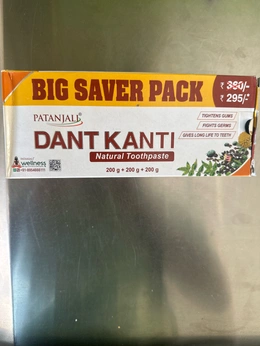 BIG SAVER PACK
₹ 360/-
₹ 295/-
PATANJALI
DANT KANTI
Natural Toothpaste
200 g + 200 g + 200 g
TIGHTENS GUMS
FIGHTS GERMS
GIVES LONG LIFE TO TEETH
wellness